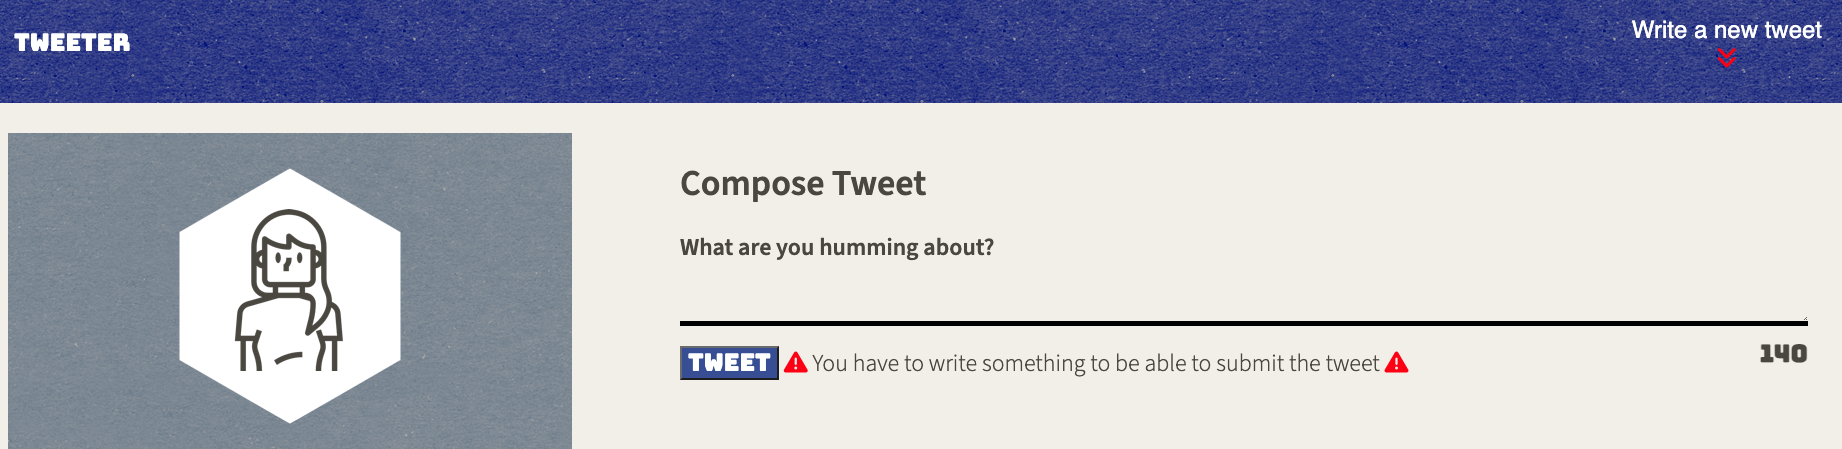 TWEETER
Write a new tweet
Compose Tweet
What are you humming about?
TWEET You have to write something to be able to submit the tweet 140